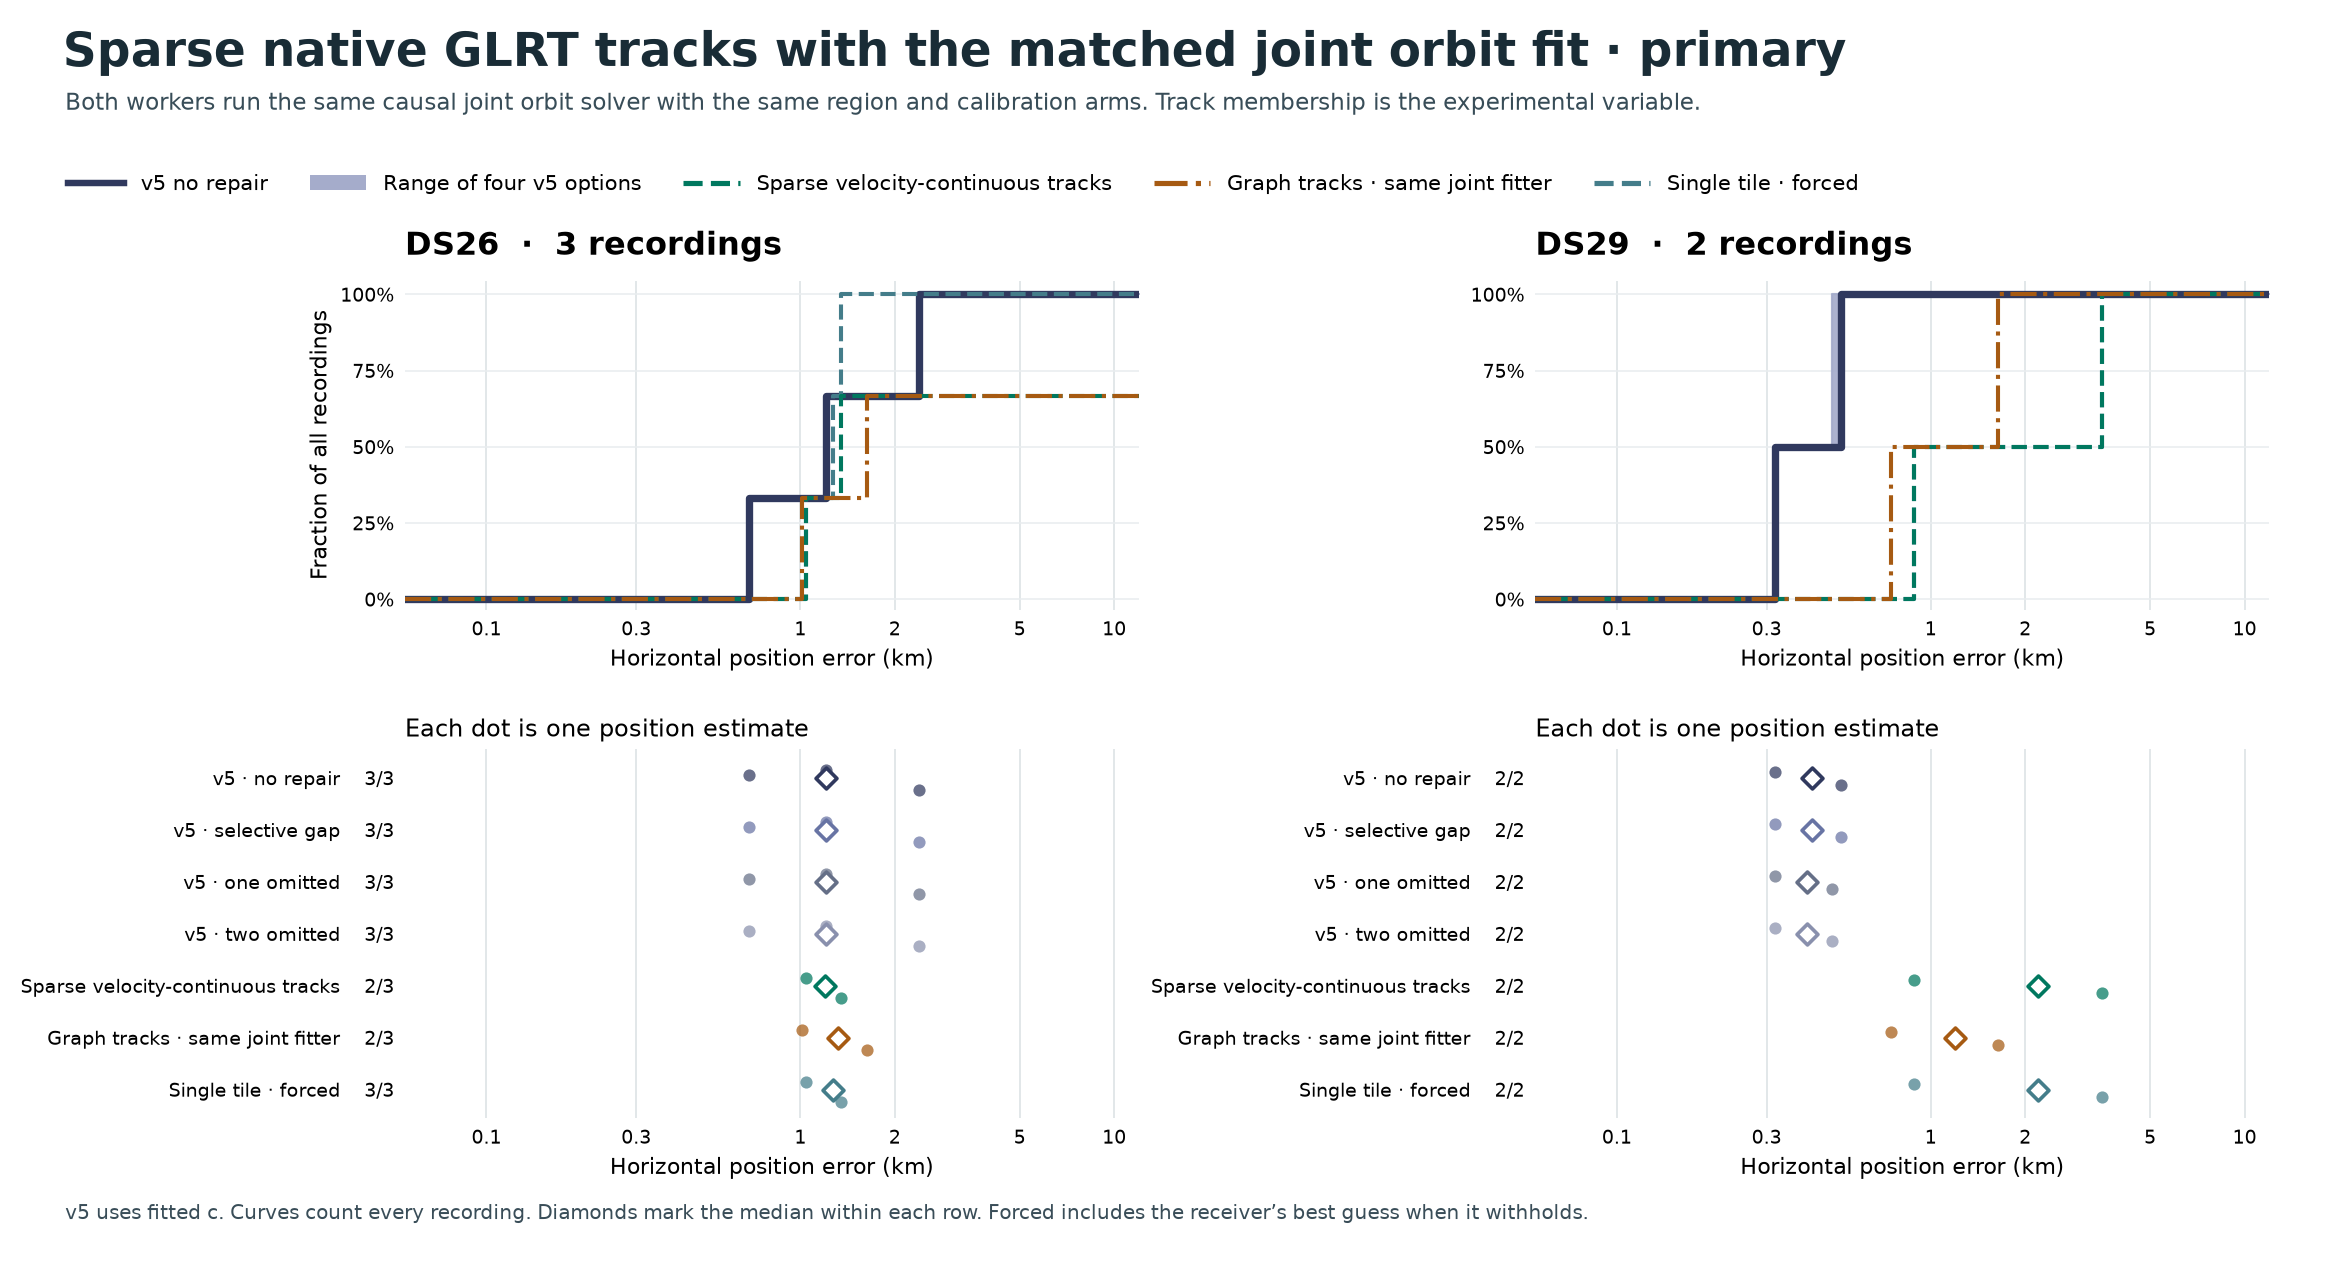 Sparse native GLRT tracks with the matched joint orbit fit · primary
Both workers run the same causal joint orbit solver with the same region and calibration arms. Track membership is the experimental variable.
v5 no repair
Range of four v5 options
Sparse velocity-continuous tracks
Graph tracks · same joint fitter
Single tile · forced
DS26 · 3 recordings
Fraction of all recordings
100%
75%
50%
25%
0%
0.1 0.3 1 2 5 10
Horizontal position error (km)
DS29 · 2 recordings
100%
75%
50%
25%
0%
0.1 0.3 1 2 5 10
Horizontal position error (km)
Each dot is one position estimate
v5 · no repair 3/3
v5 · selective gap 3/3
v5 · one omitted 3/3
v5 · two omitted 3/3
Sparse velocity-continuous tracks 2/3
Graph tracks · same joint fitter 2/3
Single tile · forced 3/3
0.1 0.3 1 2 5 10
Horizontal position error (km)
Each dot is one position estimate
v5 · no repair 2/2
v5 · selective gap 2/2
v5 · one omitted 2/2
v5 · two omitted 2/2
Sparse velocity-continuous tracks 2/2
Graph tracks · same joint fitter 2/2
Single tile · forced 2/2
0.1 0.3 1 2 5 10
Horizontal position error (km)
v5 uses fitted c. Curves count every recording. Diamonds mark the median within each row. Forced includes the receiver’s best guess when it withholds.